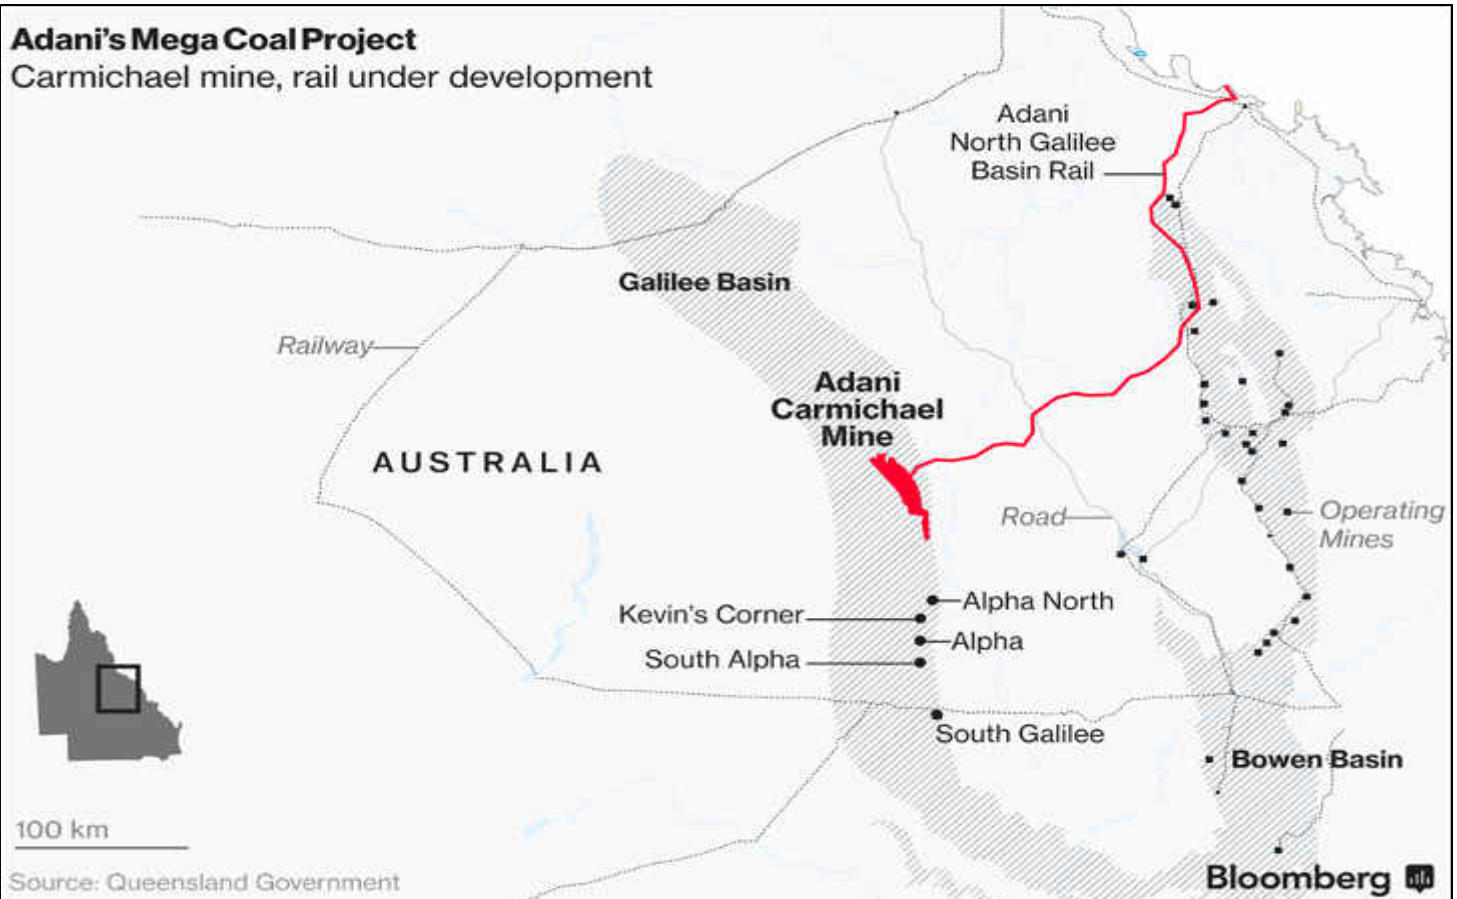 Adani's Mega Coal Project
Carmichael mine, rail under development
Adani
North Galilee
Basin Rail
Galilee Basin
Railway
Adani
Carmichael
Mine
AUSTRALIA
Road
Operating
Mines
Kevin's Corner
Alpha North
Alpha
South Alpha
South Galilee
Bowen Basin
100 km
Source: Queensland Government
Bloomberg